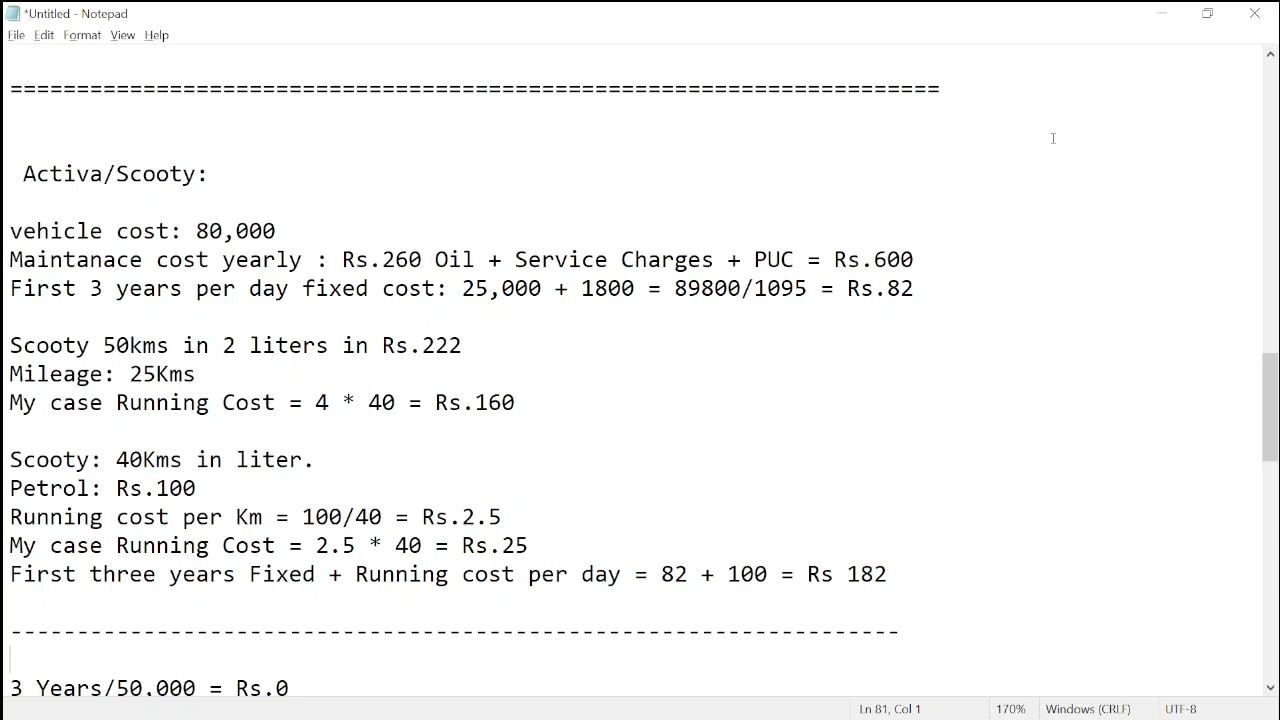 *Untitled - Notepad
File Edit Format View Help
======================================================================
Activa/Scooty:
vehicle cost: 80,000
Maintanace cost yearly : Rs.260 Oil + Service Charges + PUC = Rs.600
First 3 years per day fixed cost: 25,000 + 1800 = 89800/1095 = Rs.82
Scooty 50kms in 2 liters in Rs.222
Mileage: 25Kms
My case Running Cost = 4 * 40 = Rs.160
Scooty: 40Kms in liter.
Petrol: Rs.100
Running cost per Km = 100/40 = Rs.2.5
My case Running Cost = 2.5 * 40 = Rs.25
First three years Fixed + Running cost per day = 82 + 100 = Rs 182
-------------------------------------------------------------------
3 Years/50,000 = Rs.0
Ln 81, Col 1 170% Windows (CRLF) UTF-8